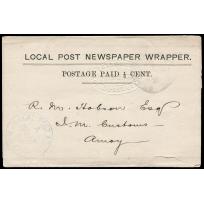 LOCAL POST NEWSPAPER WRAPPER.
POSTAGE PAID ½ CENT.
R. M. Hobson Esq
I. M. Customs
Amoy